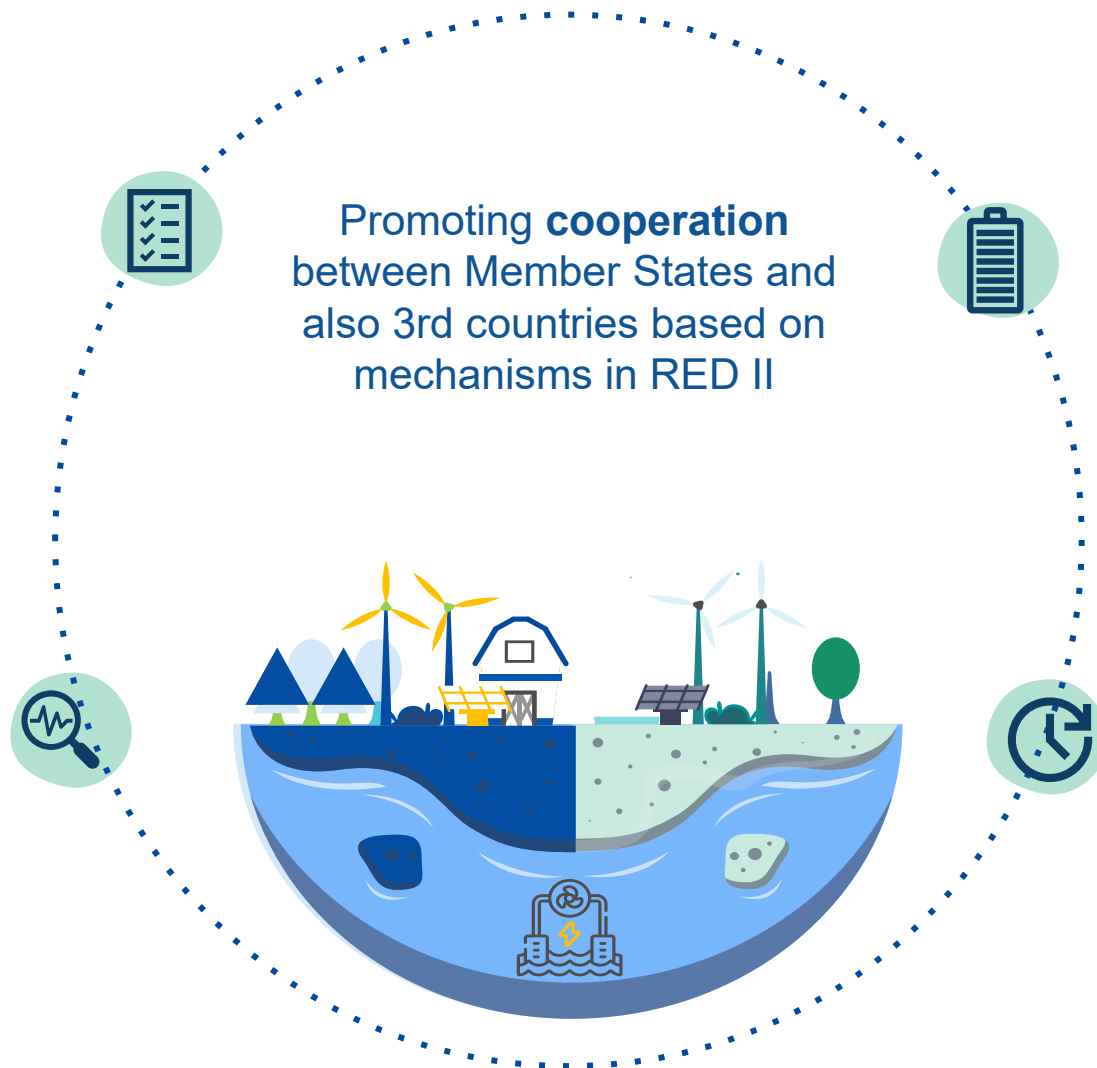 Promoting cooperation
between Member States and
also 3rd countries based on
mechanisms in RED II